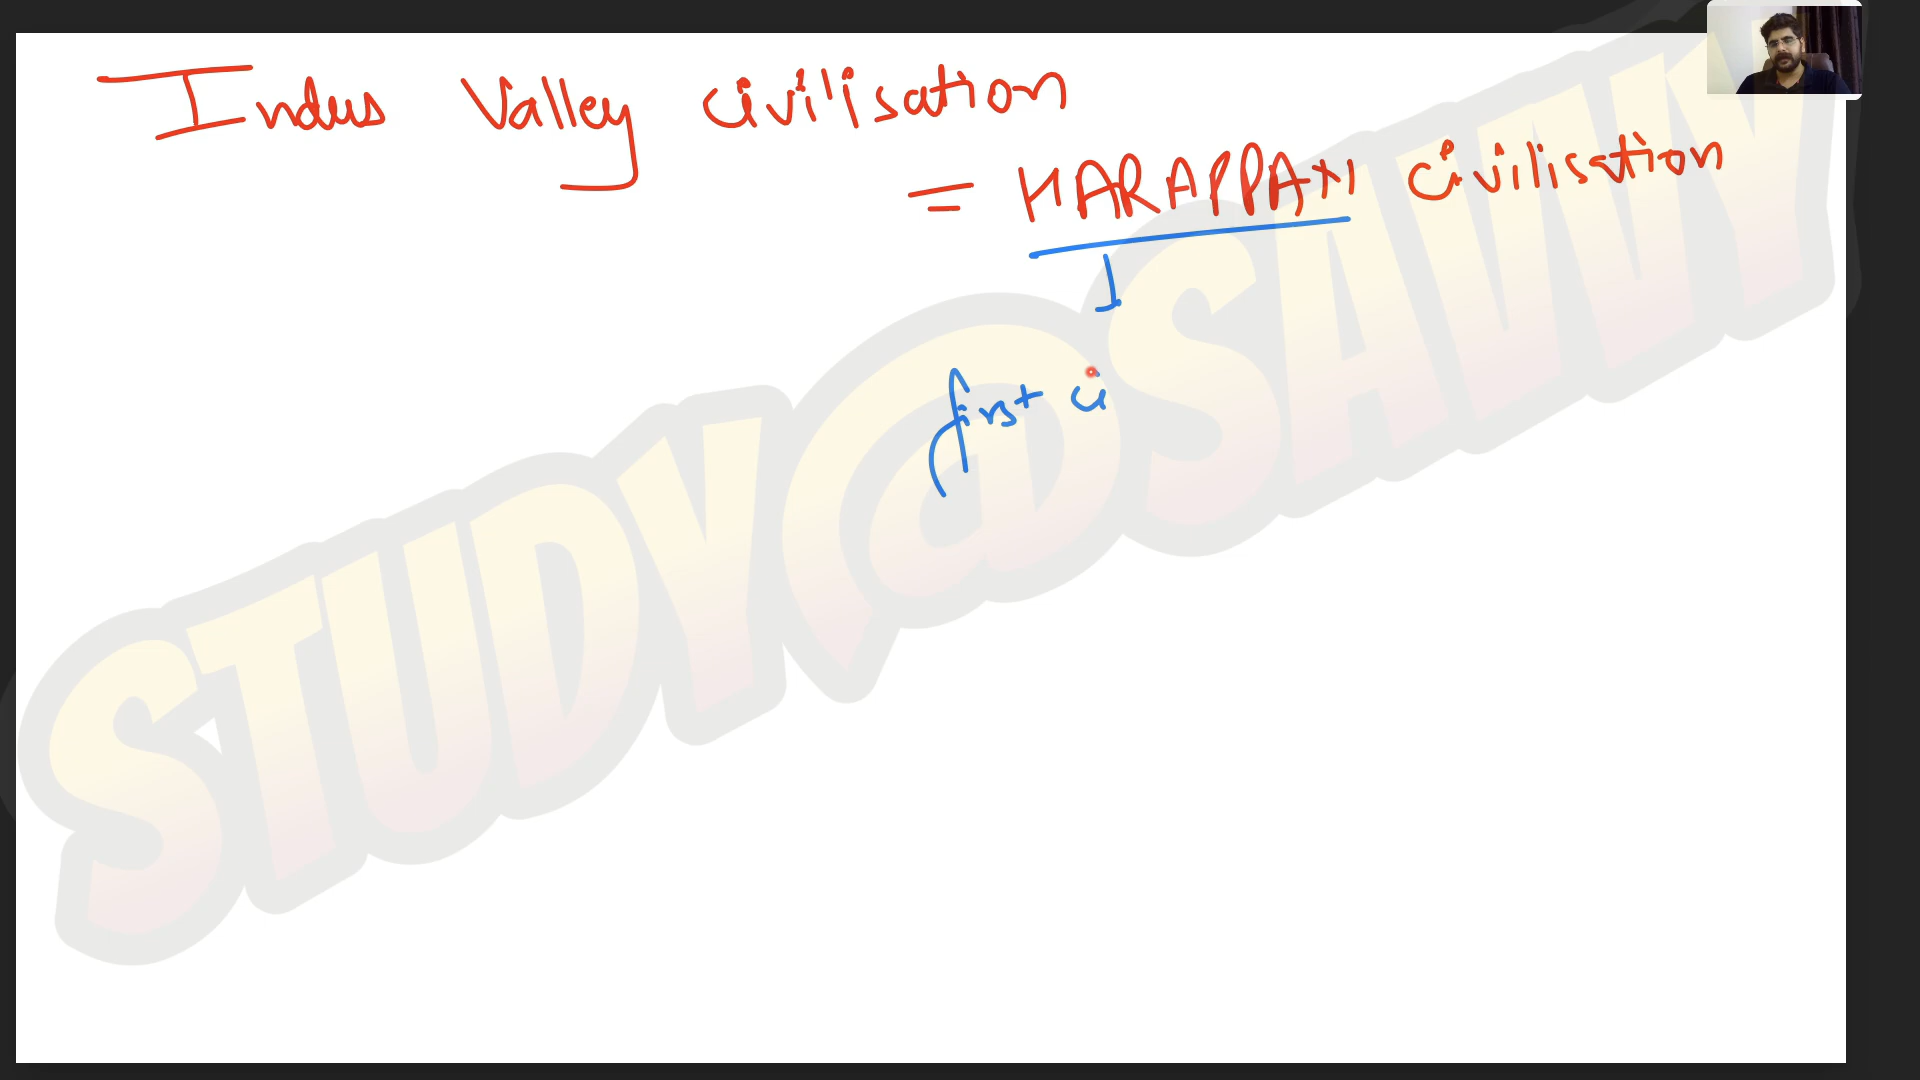 Indus Valley civilisation
= HARAPPAN civilisation
first ci
STUDY@SAVVY